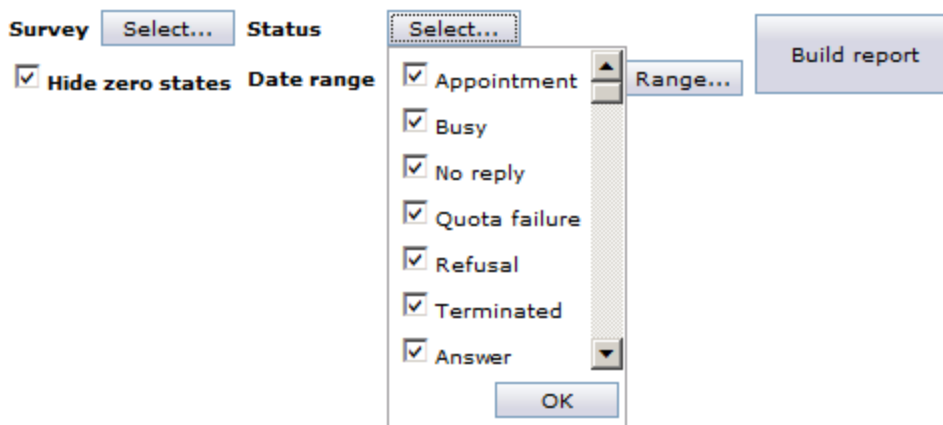 Survey Select... Status Select... Build report
Hide zero states Date range Range...
Appointment
Busy
No reply
Quota failure
Refusal
Terminated
Answer
OK